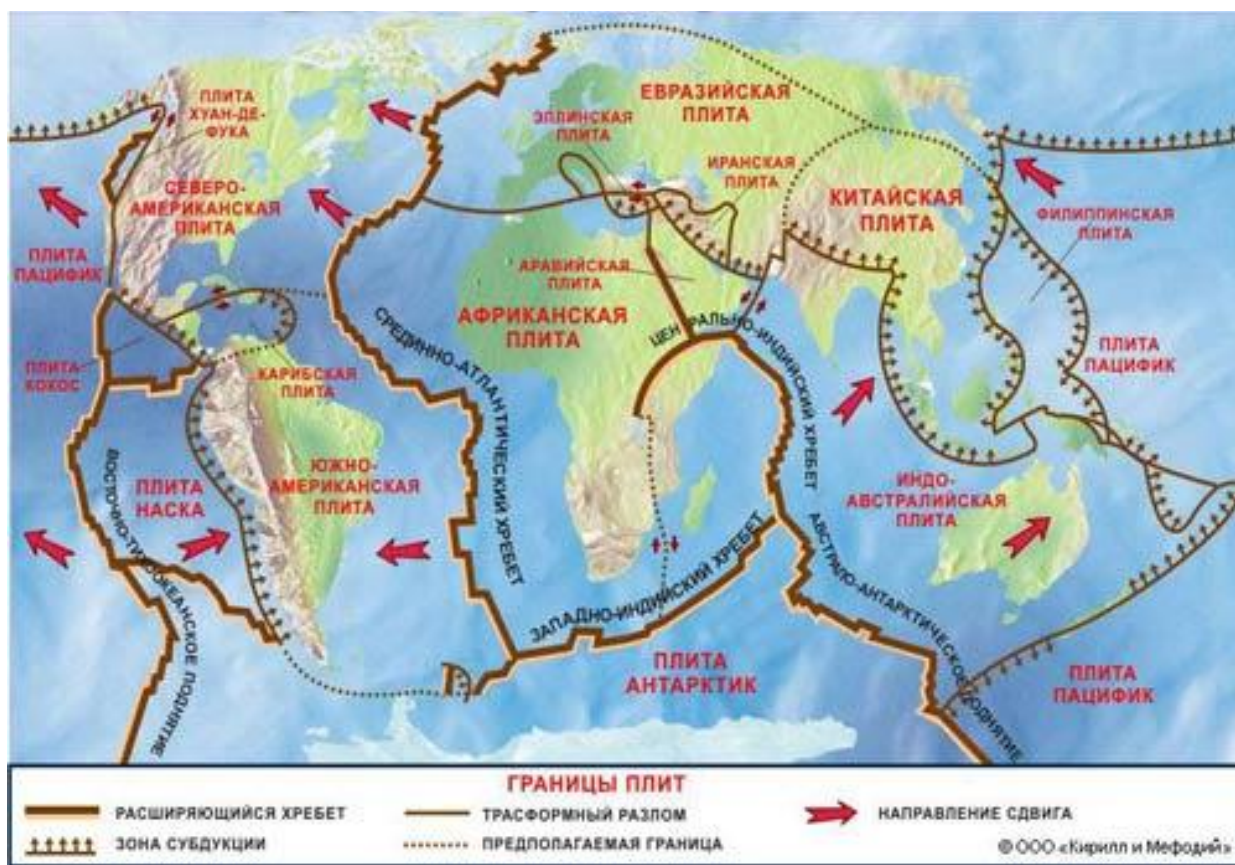 ПЛИТА
ХУАН-ДЕ-
ФУКА
СЕВЕРО-
АМЕРИКАНСКАЯ
ПЛИТА
ПЛИТА
ПАЦИФИК
ПЛИТА-
КОКОС
КАРИБСКАЯ
ПЛИТА
ПЛИТА
НАСКА
ЮЖНО-
АМЕРИКАНСКАЯ
ПЛИТА
ВОСТОЧНО-ТИХООКЕАНСКОЕ ПОДНЯТИЕ
СРЕДИННО-АТЛАНТИЧЕСКИЙ ХРЕБЕТ
ЕВРАЗИЙСКАЯ
ПЛИТА
ЭЛЛИНСКАЯ
ПЛИТА
ИРАНСКАЯ
ПЛИТА
КИТАЙСКАЯ
ПЛИТА
ФИЛИППИНСКАЯ
ПЛИТА
АРАВИЙСКАЯ
ПЛИТА
АФРИКАНСКАЯ
ПЛИТА
ЦЕНТРАЛЬНО-ИНДИЙСКИЙ ХРЕБЕТ
ПЛИТА
ПАЦИФИК
ИНДО-
АВСТРАЛИЙСКАЯ
ПЛИТА
ЗАПАДНО-ИНДИЙСКИЙ ХРЕБЕТ
АВСТРАЛО-АНТАРКТИЧЕСКОЕ ПОДНЯТИЕ
ПЛИТА
АНТАРКТИК
ПЛИТА
ПАЦИФИК
ГРАНИЦЫ ПЛИТ
РАСШИРЯЮЩИЙСЯ ХРЕБЕТ
ТРАСФОРМНЫЙ РАЗЛОМ
НАПРАВЛЕНИЕ СДВИГА
ЗОНА СУБДУКЦИИ
ПРЕДПОЛАГАЕМАЯ ГРАНИЦА
© ООО «Кирилл и Мефодий»